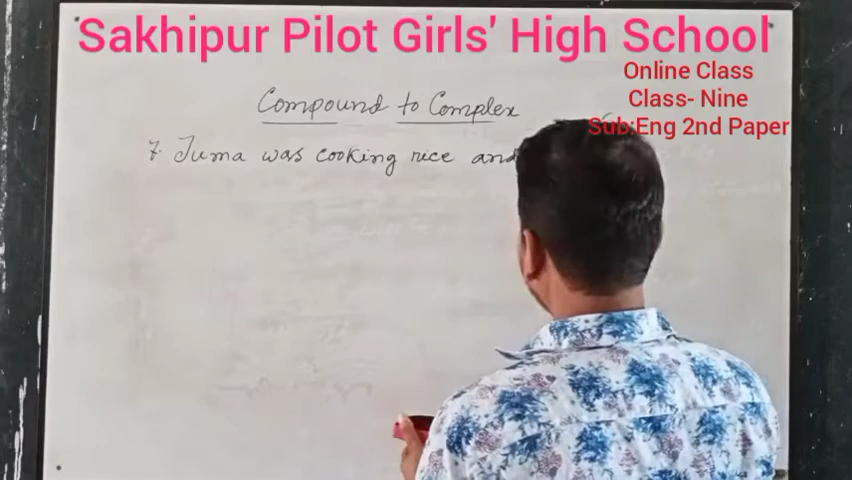 Sakhipur Pilot Girls' High School
Online Class
Class- Nine
Sub:Eng 2nd Paper
Compound to Complex
7. Juma was cooking rice and